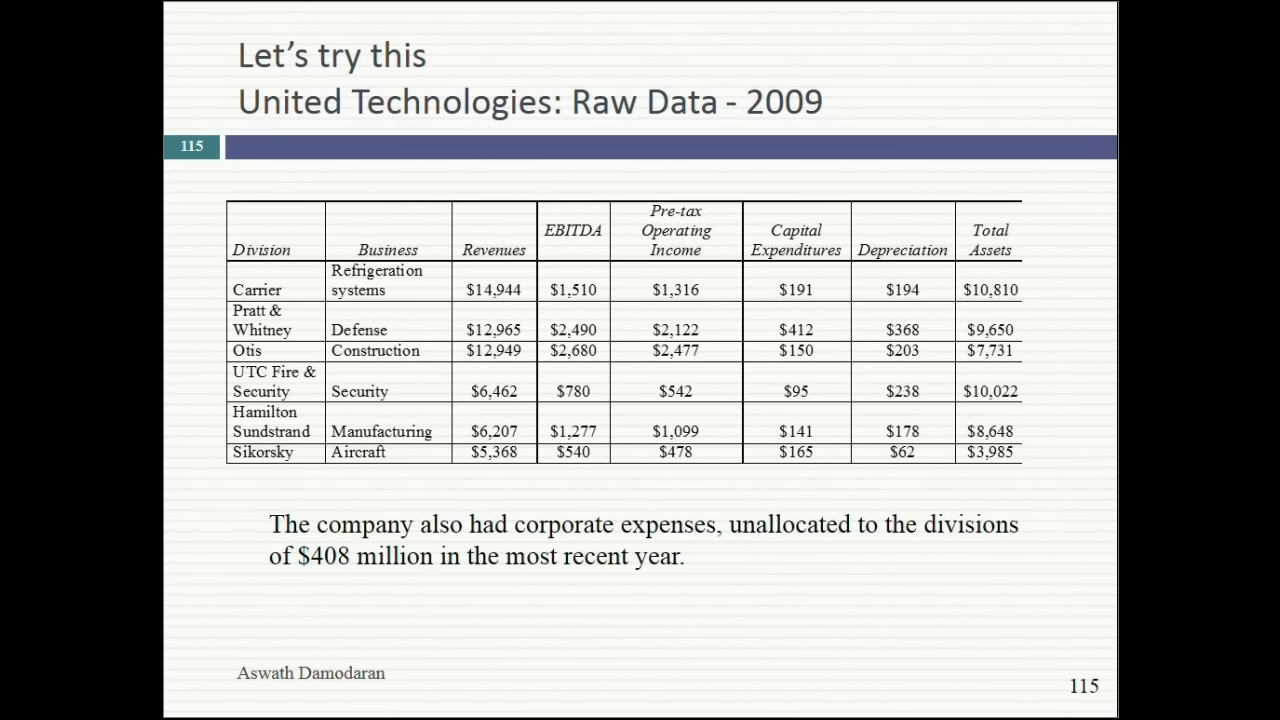 Let’s try this
United Technologies: Raw Data - 2009
115
Division Business Revenues EBITDA Pre-tax Operating Income Capital Expenditures Depreciation Total Assets
Carrier Refrigeration systems $14,944 $1,510 $1,316 $191 $194 $10,810
Pratt & Whitney Defense $12,965 $2,490 $2,122 $412 $368 $9,650
Otis Construction $12,949 $2,680 $2,477 $150 $203 $7,731
UTC Fire & Security Security $6,462 $780 $542 $95 $238 $10,022
Hamilton Sundstrand Manufacturing $6,207 $1,277 $1,099 $141 $178 $8,648
Sikorsky Aircraft $5,368 $540 $478 $165 $62 $3,985
The company also had corporate expenses, unallocated to the divisions
of $408 million in the most recent year.
Aswath Damodaran
115